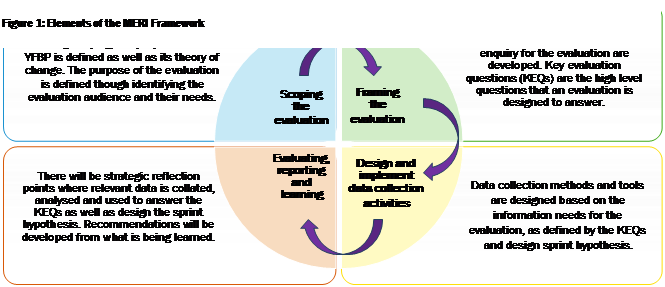 Figure 1: Elements of the MERI Framework
YFBP is defined as well as its theory of
change. The purpose of the evaluation
is defined though identifying the
evaluation audience and their needs.
enquiry for the evaluation are
developed. Key evaluation
questions (KEQs) are the high level
questions that an evaluation is
designed to answer.
Scoping
the
evaluation
Framing
the
evaluation
Evaluating,
reporting
and
learning
Design and
implement
data collection
activities
There will be strategic reflection
points where relevant data is collated,
analysed and used to answer the
KEQs as well as design the sprint
hypothesis. Recommendations will be
developed from what is being learned.
Data collection methods and tools
are designed based on the
information needs for the
evaluation, as defined by the KEQs
and design sprint hypothesis.